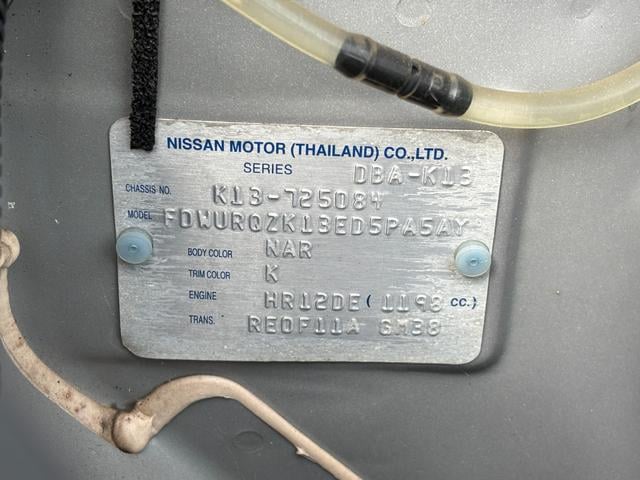 NISSAN MOTOR (THAILAND) CO.,LTD.
SERIES DBA-K13
CHASSIS NO. K13-725084
MODEL FDWURQZK13ED5PA5AY
BODY COLOR NAR
TRIM COLOR K
ENGINE HR12DE ( 1198 CC.)
TRANS. RE0F11A GM38